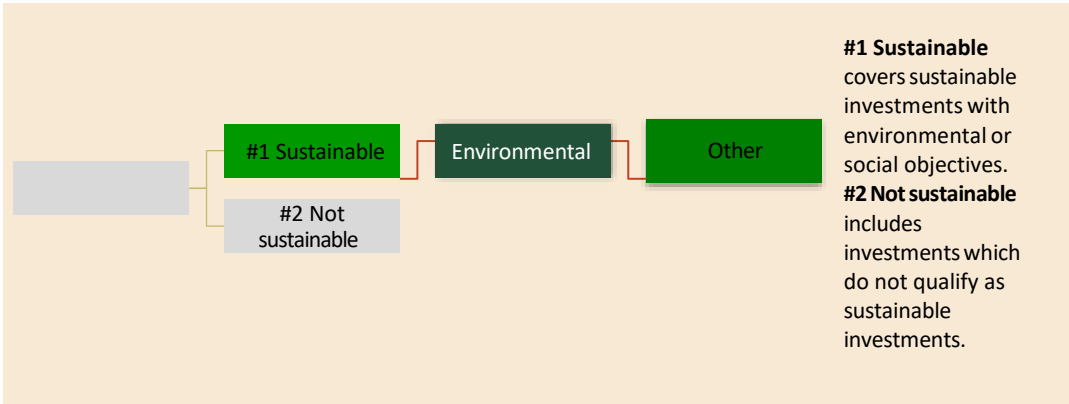 #1 Sustainable
Environmental
Other
#2 Not
sustainable
#1 Sustainable
covers sustainable
investments with
environmental or
social objectives.
#2 Not sustainable
includes
investments which
do not qualify as
sustainable
investments.